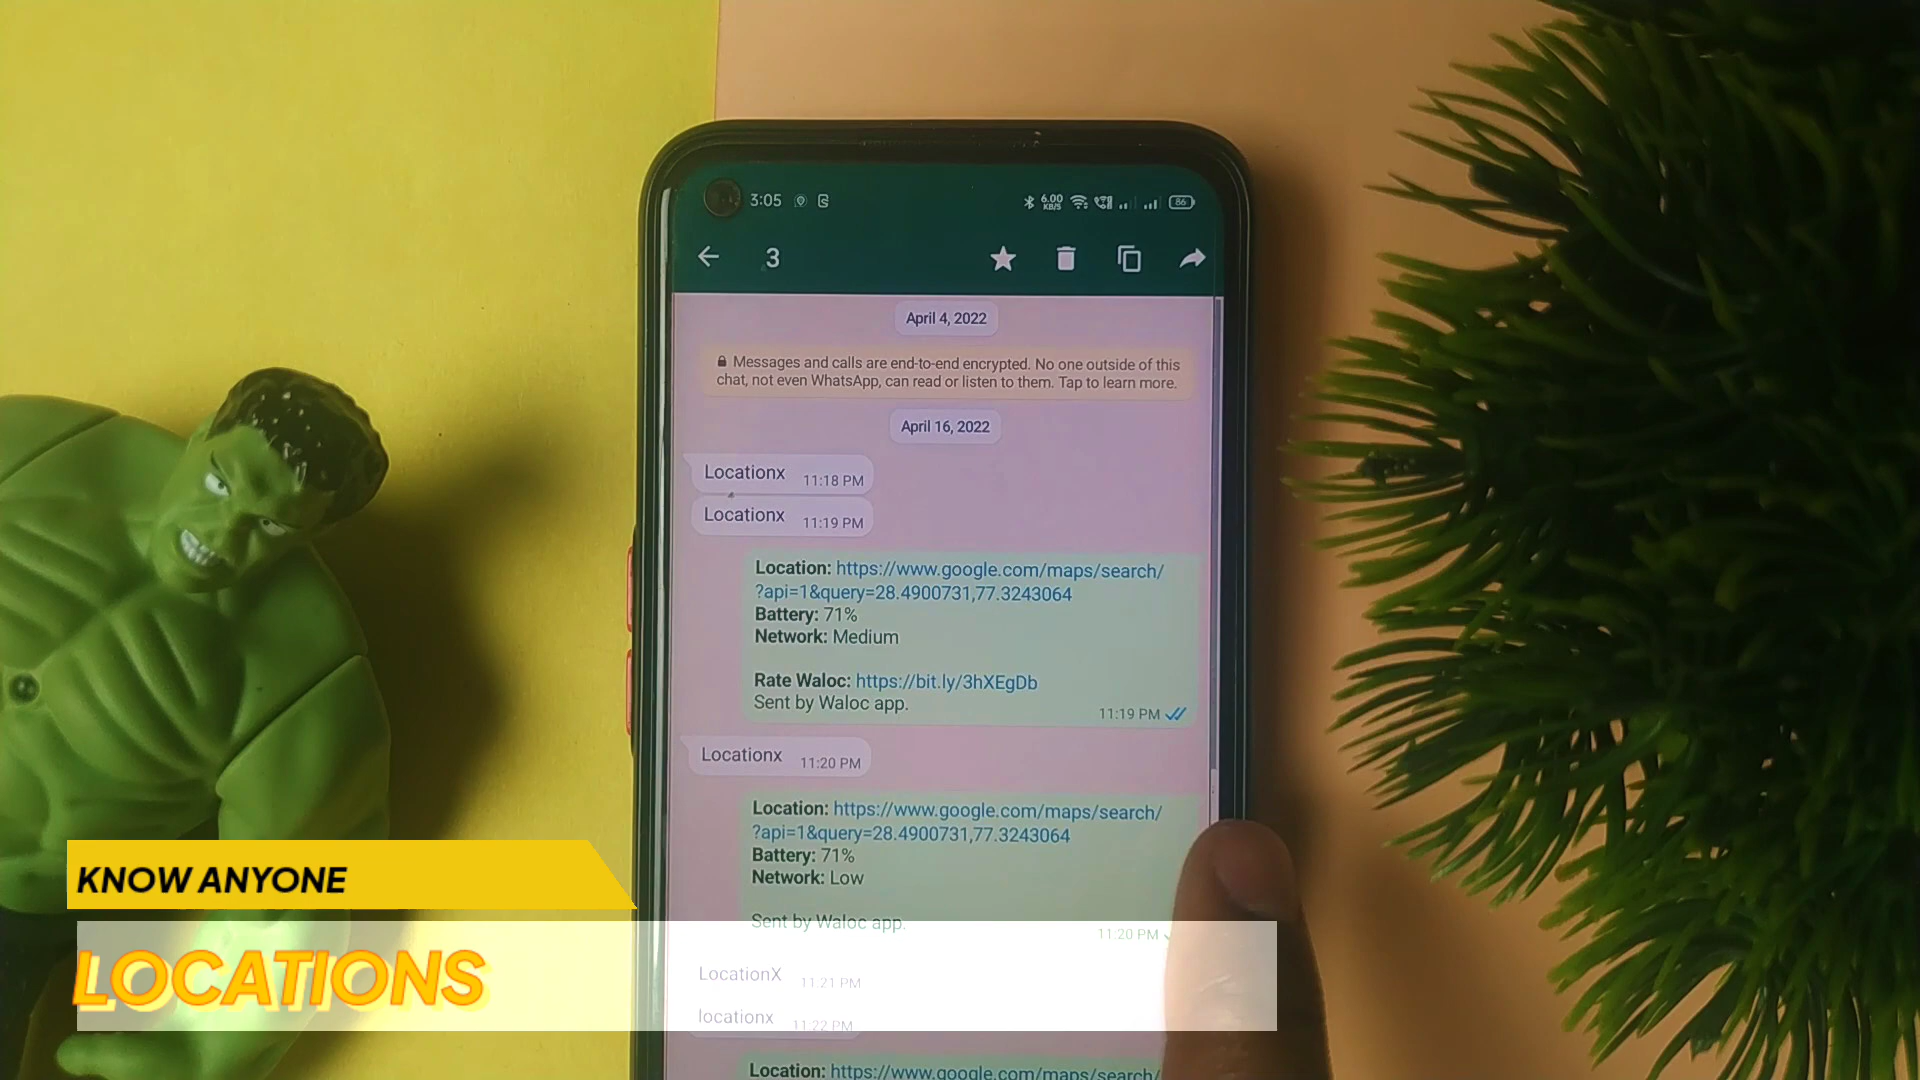 3:05
6.00
KB/S
86
3
April 4, 2022
Messages and calls are end-to-end encrypted. No one outside of this
chat, not even WhatsApp, can read or listen to them. Tap to learn more.
April 16, 2022
Locationx 11:18 PM
Locationx 11:19 PM
Location: https://www.google.com/maps/search/
?api=1&query=28.4900731,77.3243064
Battery: 71%
Network: Medium
Rate Waloc: https://bit.ly/3hXEgDb
Sent by Waloc app.
11:19 PM
Locationx 11:20 PM
Location: https://www.google.com/maps/search/
?api=1&query=28.4900731,77.3243064
Battery: 71%
Network: Low
Sent by Waloc app.
11:20 PM
LocationX 11:21 PM
locationx 11:22 PM
Location: https://www.google.com/maps/search/
KNOW ANYONE
LOCATIONS